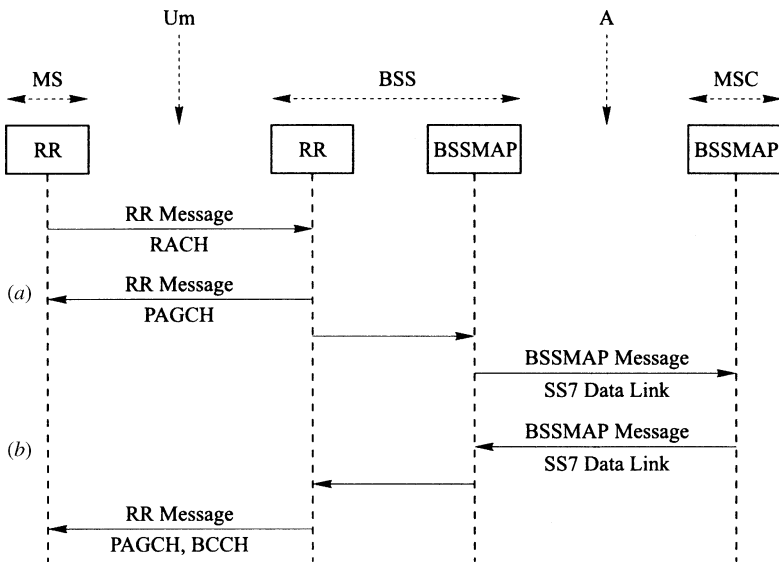 Um
A
MS
BSS
MSC
RR
RR
BSSMAP
BSSMAP
RR Message
RACH
(a)
RR Message
PAGCH
BSSMAP Message
SS7 Data Link
(b)
BSSMAP Message
SS7 Data Link
RR Message
PAGCH, BCCH